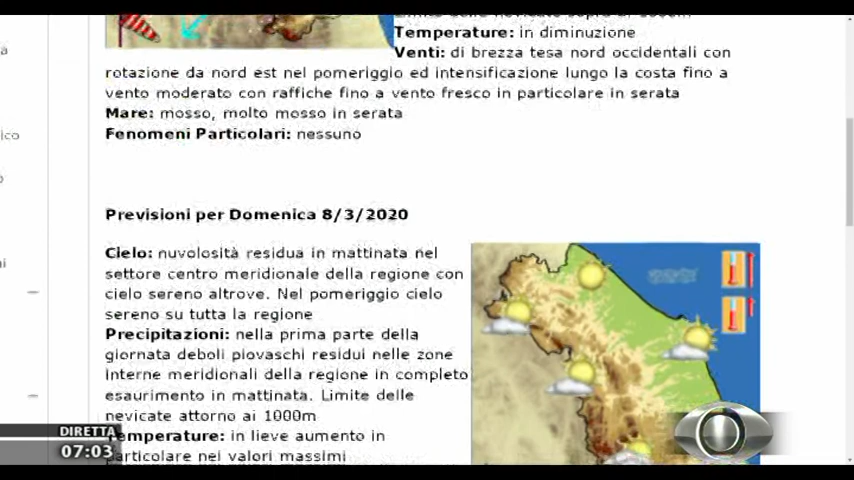 Temperature: in diminuzione
Venti: di brezza tesa nord occidentali con
rotazione da nord est nel pomeriggio ed intensificazione lungo la costa fino a
vento moderato con raffiche fino a vento fresco in particolare in serata
Mare: mosso, molto mosso in serata
Fenomeni Particolari: nessuno
ico
Previsioni per Domenica 8/3/2020
Cielo: nuvolosità residua in mattinata nel
settore centro meridionale della regione con
cielo sereno altrove. Nel pomeriggio cielo
sereno su tutta la regione
Precipitazioni: nella prima parte della
giornata deboli piovaschi residui nelle zone
interne meridionali della regione in completo
esaurimento in mattinata. Limite delle
nevicate attorno ai 1000m
Temperature: in lieve aumento in
particolare nei valori massimi
DIRETTA
07:03